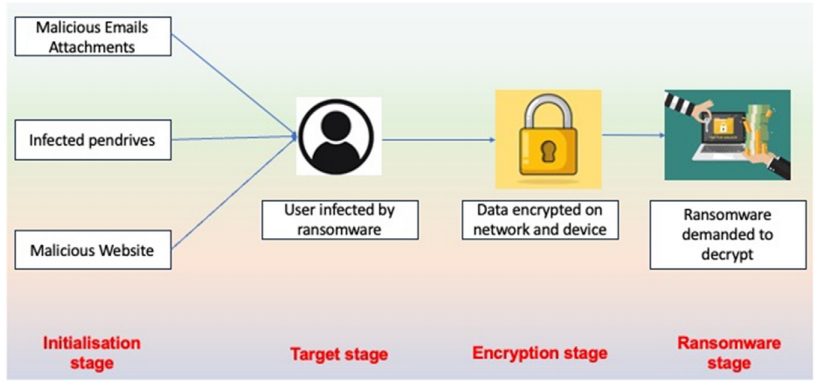 Malicious Emails
Attachments
Infected pendrives
Malicious Website
User infected by
ransomware
Data encrypted on
network and device
Ransomware
demanded to
decrypt
Initialisation
stage
Target stage
Encryption stage
Ransomware
stage